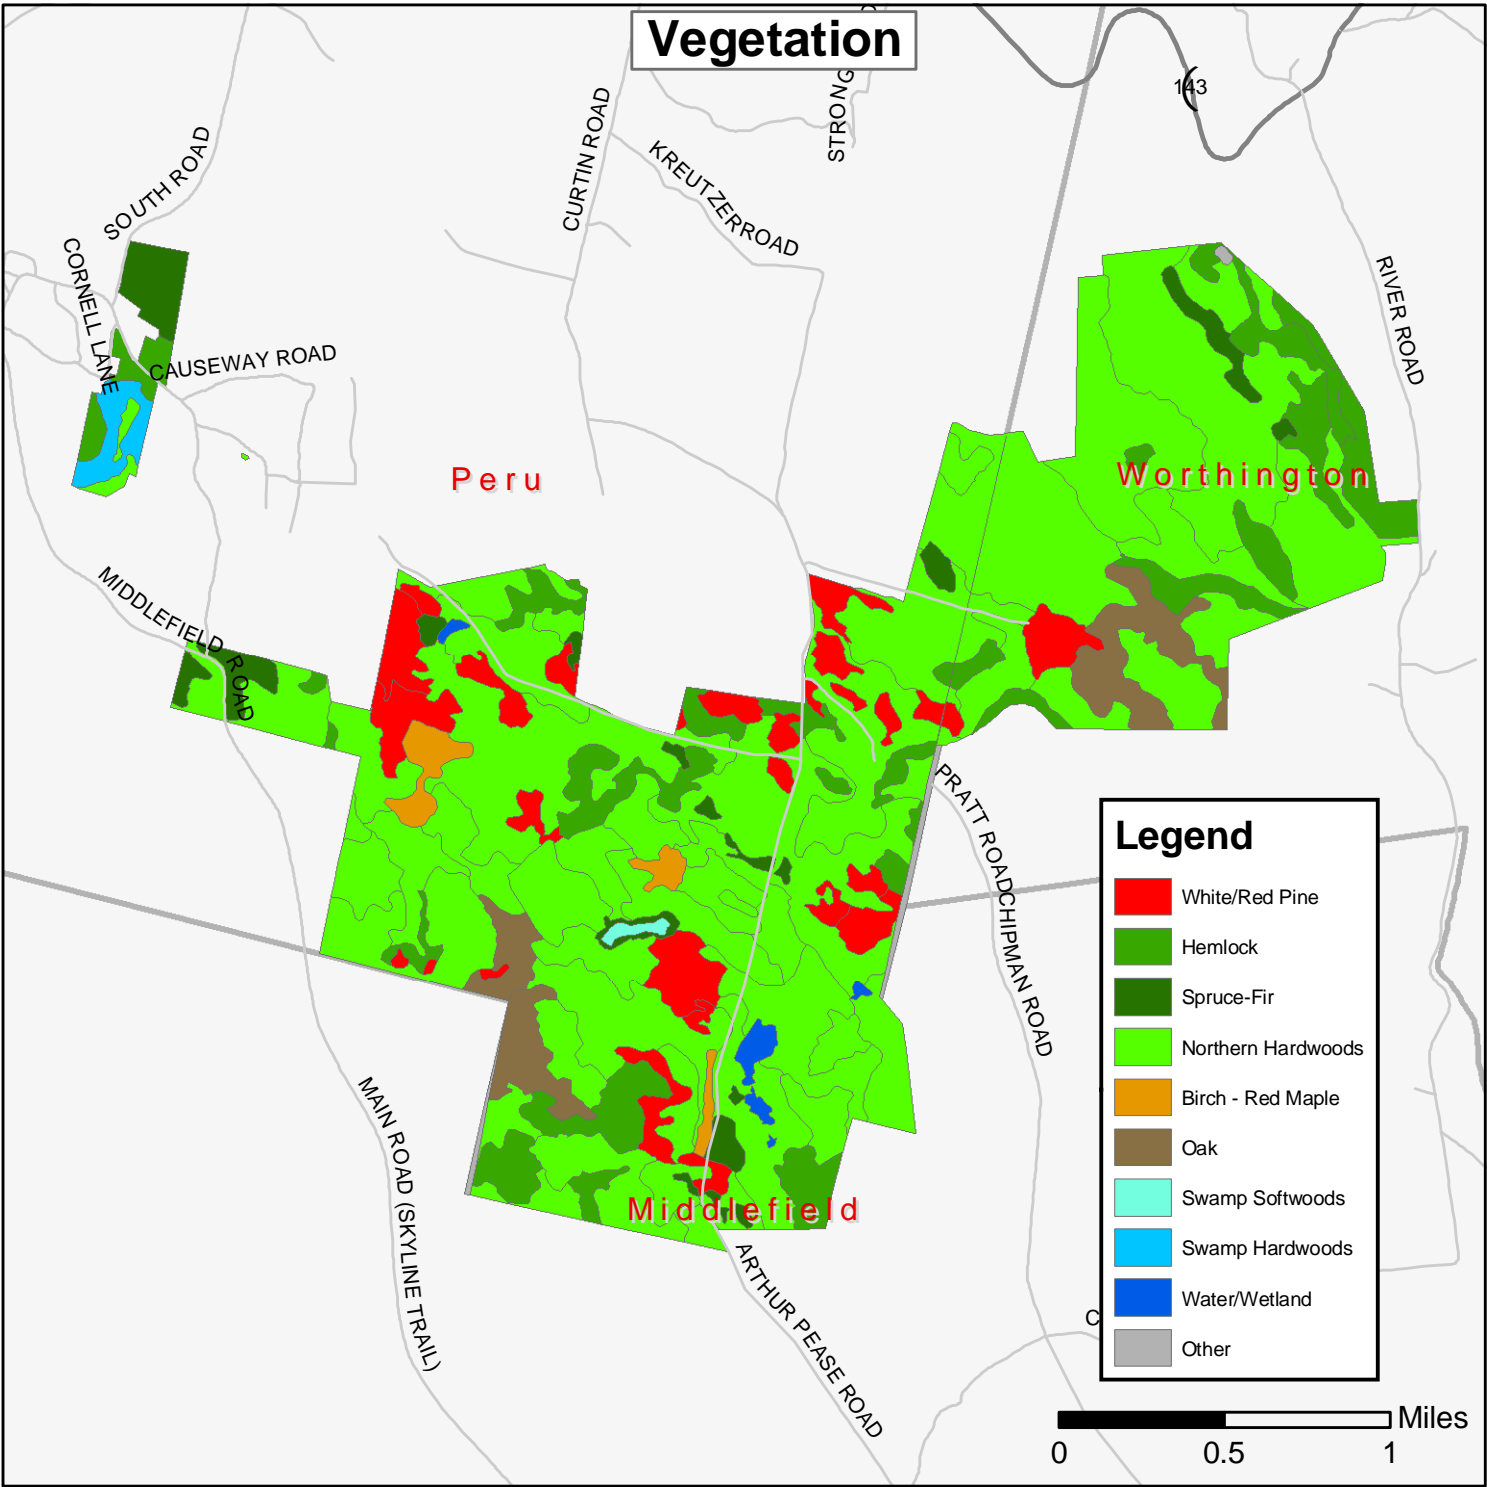 Vegetation
143
STRONG
CURTIN ROAD
KREUTZERROAD
SOUTH ROAD
CORNELL LANE
CAUSEWAY ROAD
RIVER ROAD
Peru
Worthington
MIDDLEFIELD ROAD
PRATT ROAD
CHIPMAN ROAD
MAIN ROAD (SKYLINE TRAIL)
Middlefield
ARTHUR PEASE ROAD
C
Legend
White/Red Pine
Hemlock
Spruce-Fir
Northern Hardwoods
Birch - Red Maple
Oak
Swamp Softwoods
Swamp Hardwoods
Water/Wetland
Other
Miles
0 0.5 1